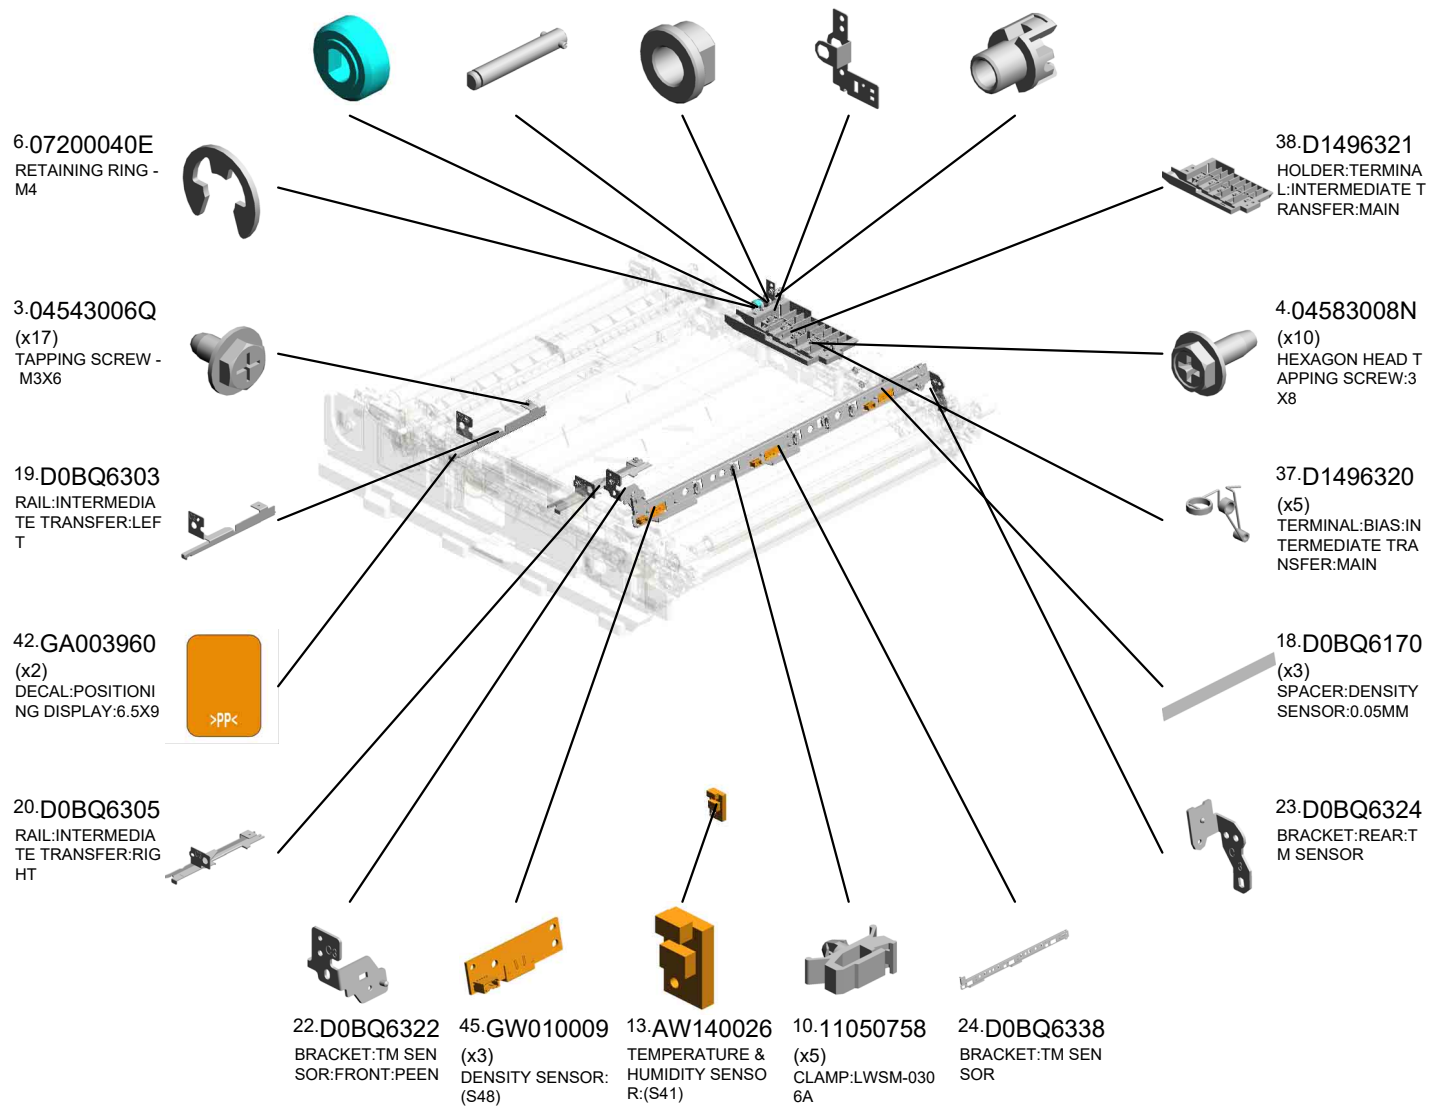 6.07200040E
RETAINING RING -
M4
3.04543006Q
(x17)
TAPPING SCREW -
M3X6
19.D0BQ6303
RAIL:INTERMEDIA
TE TRANSFER:LEF
T
42.GA003960
(x2)
DECAL:POSITIONI
NG DISPLAY:6.5X9
>PP<
20.D0BQ6305
RAIL:INTERMEDIA
TE TRANSFER:RIG
HT
22.D0BQ6322
BRACKET:TM SEN
SOR:FRONT:PEEN
45.GW010009
(x3)
DENSITY SENSOR:
(S48)
13.AW140026
TEMPERATURE &
HUMIDITY SENSO
R:(S41)
10.11050758
(x5)
CLAMP:LWSM-030
6A
24.D0BQ6338
BRACKET:TM SEN
SOR
38.D1496321
HOLDER:TERMINA
L:INTERMEDIATE T
RANSFER:MAIN
4.04583008N
(x10)
HEXAGON HEAD T
APPING SCREW:3
X8
37.D1496320
(x5)
TERMINAL:BIAS:IN
TERMEDIATE TRA
NSFER:MAIN
18.D0BQ6170
(x3)
SPACER:DENSITY
SENSOR:0.05MM
23.D0BQ6324
BRACKET:REAR:T
M SENSOR